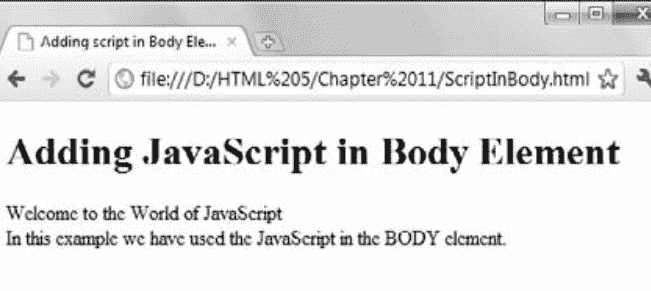 Adding script in Body Ele...
file:///D:/HTML%205/Chapter%2011/ScriptInBody.html
Adding JavaScript in Body Element
Welcome to the World of JavaScript
In this example we have used the JavaScript in the BODY element.